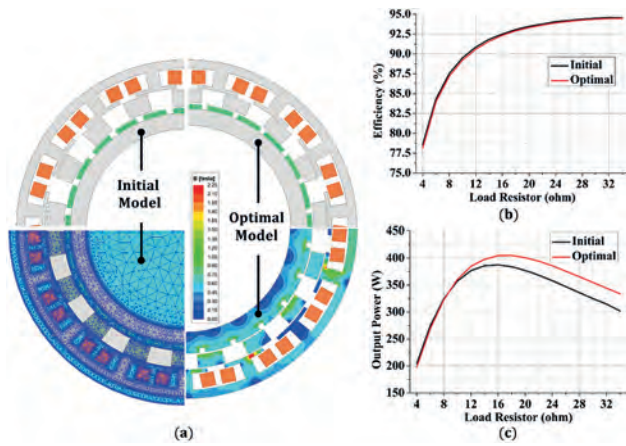 (a)
Initial
Model
Optimal
Model
B [tesla]
2.25
Efficiency (%)
95.0
92.5
90.0
87.5
85.0
82.5
80.0
77.5
75.0
Initial
Optimal
4 8 12 16 20 24 28 32
Load Resistor (ohm)
(b)
Output Power (W)
450
400
350
300
250
200
150
Initial
Optimal
4 8 12 16 20 24 28 32
Load Resistor (ohm)
(a)
(c)